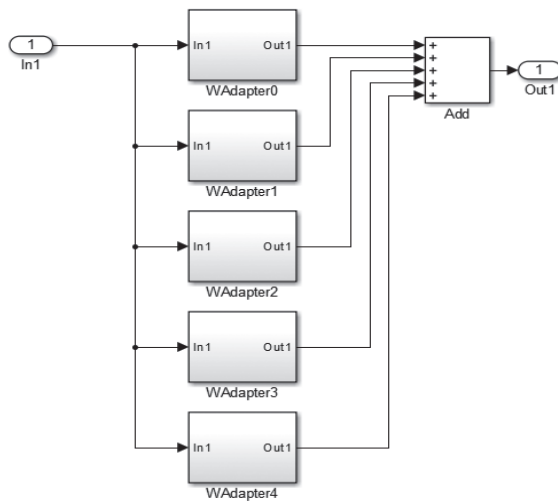 1
In1
In1 Out1
WAdapter0
+
+
+
+
+
Add
1
Out1
In1 Out1
WAdapter1
In1 Out1
WAdapter2
In1 Out1
WAdapter3
In1 Out1
WAdapter4